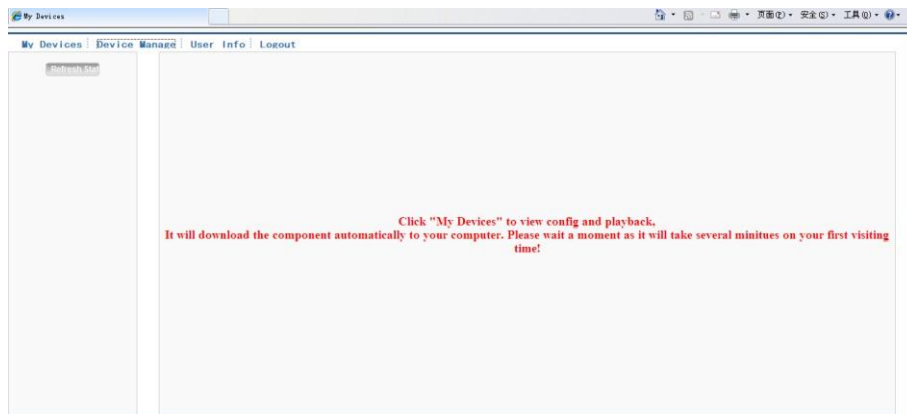 My Devices
页面(P) 安全(S) 工具(O)
My Devices Device Manage User Info Logout
Refresh Stat
Click "My Devices" to view config and playback,
It will download the component automatically to your computer. Please wait a moment as it will take several minitues on your first visiting
time!